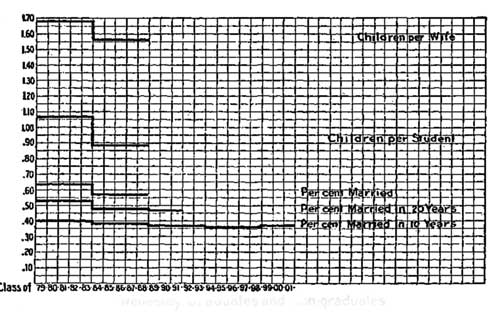 1.70
1.60 Children per Wife
1.50
1.40
1.30
1.20
1.10
1.00
.90 Children per Student
.80
.70
.60 Per cent Married
.50 Per cent Married in 20 Years
.40 Per cent Married in 10 Years
.30
.20
.10
Class of '79-80-81-82-83-84-85-86-87-88-89-90-91-92-93-94-95-96-97-98-99-00-01-
and
graduates